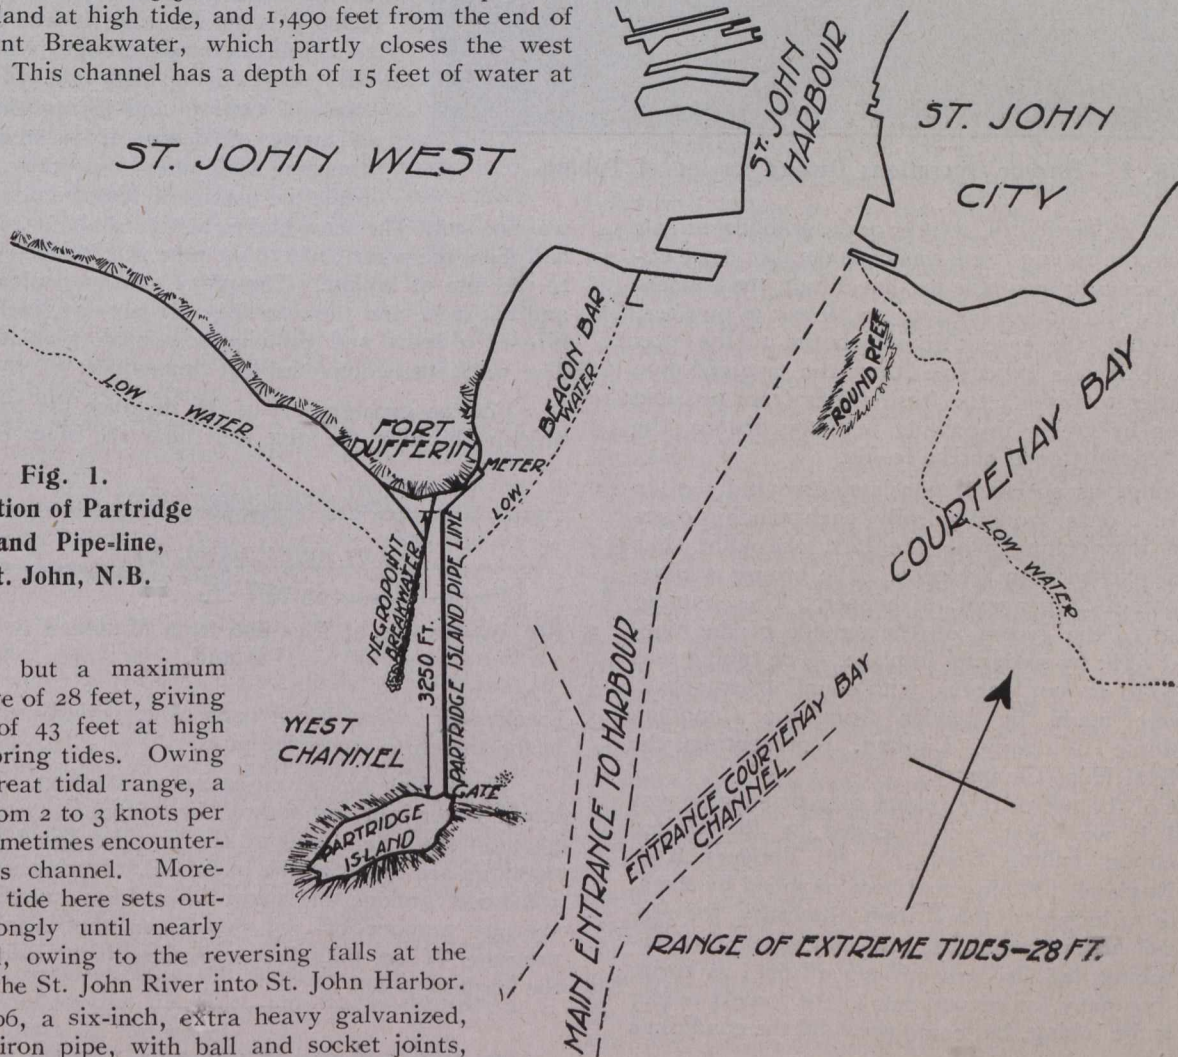 land at high tide, and 1,490 feet from the end of
nt Breakwater, which partly closes the west
This channel has a depth of 15 feet of water at
ST. JOHN WEST
ST. JOHN
HARBOUR
ST. JOHN
CITY
LOW WATER
FORT
DUFFERIN
METER
BEACON BAR
LOW WATER
ROUND REEF
COURTENAY BAY
LOW WATER
Fig. 1.
tion of Partridge
and Pipe-line,
t. John, N.B.
NEGROPOINT
BREAKWATER
3250 FT.
PARTRIDGE ISLAND PIPE LINE
WEST
CHANNEL
GATE
PARTRIDGE
ISLAND
MAIN ENTRANCE TO HARBOUR
ENTRANCE COURTENAY BAY
CHANNEL
RANGE OF EXTREME TIDES-28 FT.
but a maximum
e of 28 feet, giving
of 43 feet at high
pring tides. Owing
reat tidal range, a
om 2 to 3 knots per
metimes encounter-
s channel. More-
tide here sets out-
ongly until nearly
, owing to the reversing falls at the
he St. John River into St. John Harbor.
06, a six-inch, extra heavy galvanized,
iron pipe, with ball and socket joints,